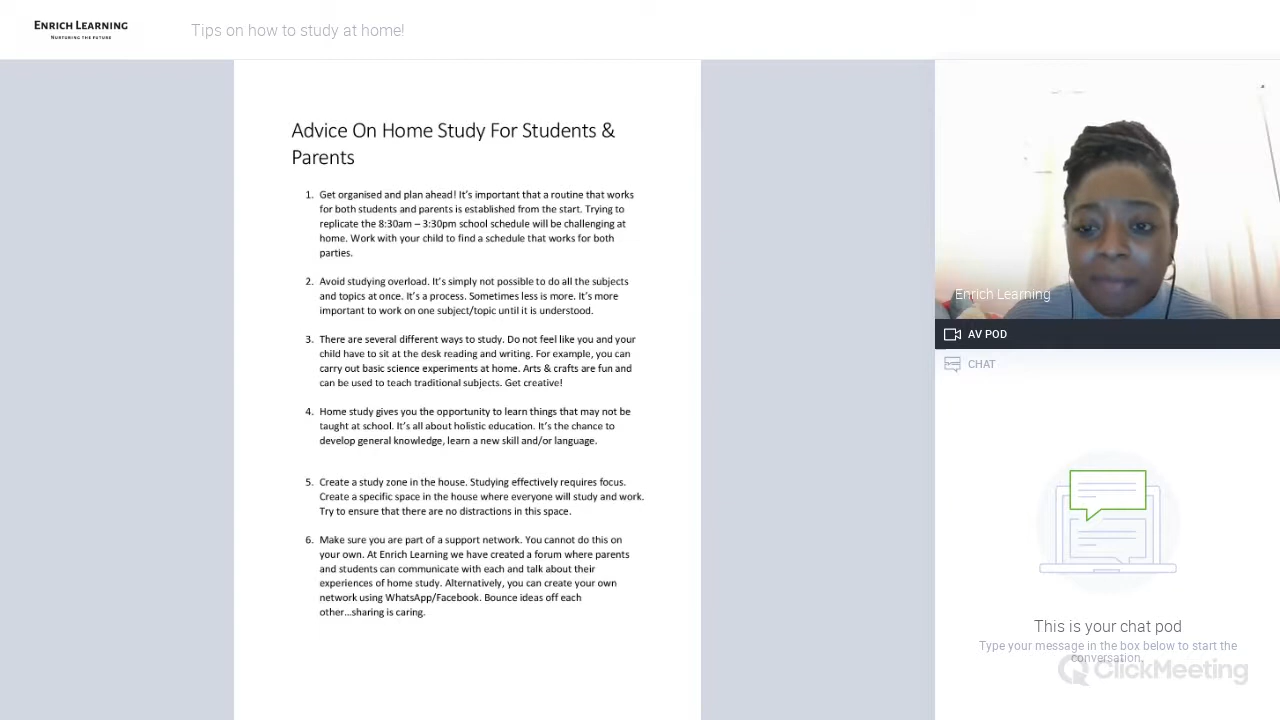 ENRICH LEARNING
NURTURING THE FUTURE
Tips on how to study at home!
Advice On Home Study For Students &
Parents
1. Get organised and plan ahead! It's important that a routine that works
for both students and parents is established from the start. Trying to
replicate the 8:30am – 3:30pm school schedule will be challenging at
home. Work with your child to find a schedule that works for both
parties.
2. Avoid studying overload. It's simply not possible to do all the subjects
and topics at once. It's a process. Sometimes less is more. It's more
important to work on one subject/topic until it is understood.
3. There are several different ways to study. Do not feel like you and your
child have to sit at the desk reading and writing. For example, you can
carry out basic science experiments at home. Arts & crafts are fun and
can be used to teach traditional subjects. Get creative!
4. Home study gives you the opportunity to learn things that may not be
taught at school. It's all about holistic education. It's the chance to
develop general knowledge, learn a new skill and/or language.
5. Create a study zone in the house. Studying effectively requires focus.
Create a specific space in the house where everyone will study and work.
Try to ensure that there are no distractions in this space.
6. Make sure you are part of a support network. You cannot do this on
your own. At Enrich Learning we have created a forum where parents
and students can communicate with each and talk about their
experiences of home study. Alternatively, you can create your own
network using WhatsApp/Facebook. Bounce ideas off each
other...sharing is caring.
Enrich Learning
AV POD
CHAT
This is your chat pod
Type your message in the box below to start the
conversation.
ClickMeeting